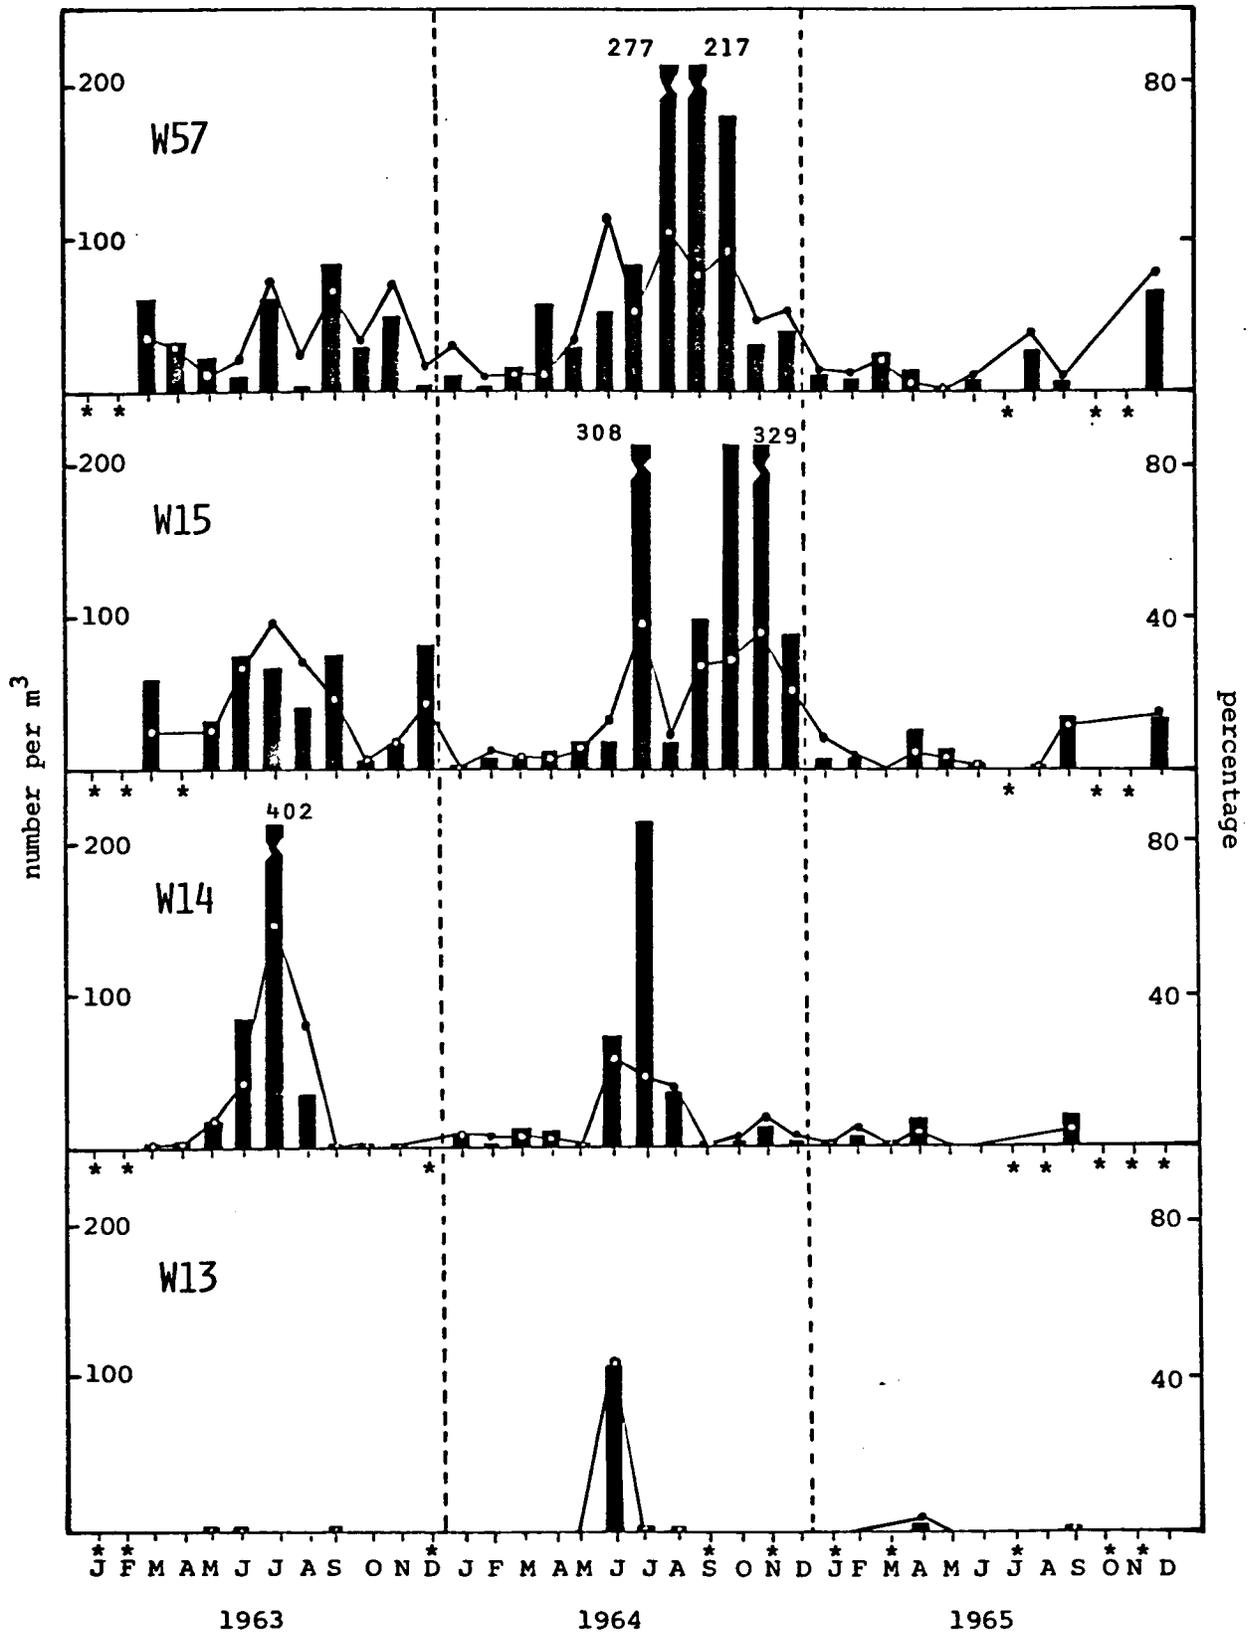 277 217
200 80
W57
100
* * * * *
308 329
200 80
W15
100 40
* * * * * *
402
200 80
W14
100 40
* * * * * * * *
200 80
W13
100 40
* * * * * * * * * *
J F M A M J J A S O N D J F M A M J J A S O N D J F M A M J J A S O N D
1963 1964 1965
number per m3
percentage